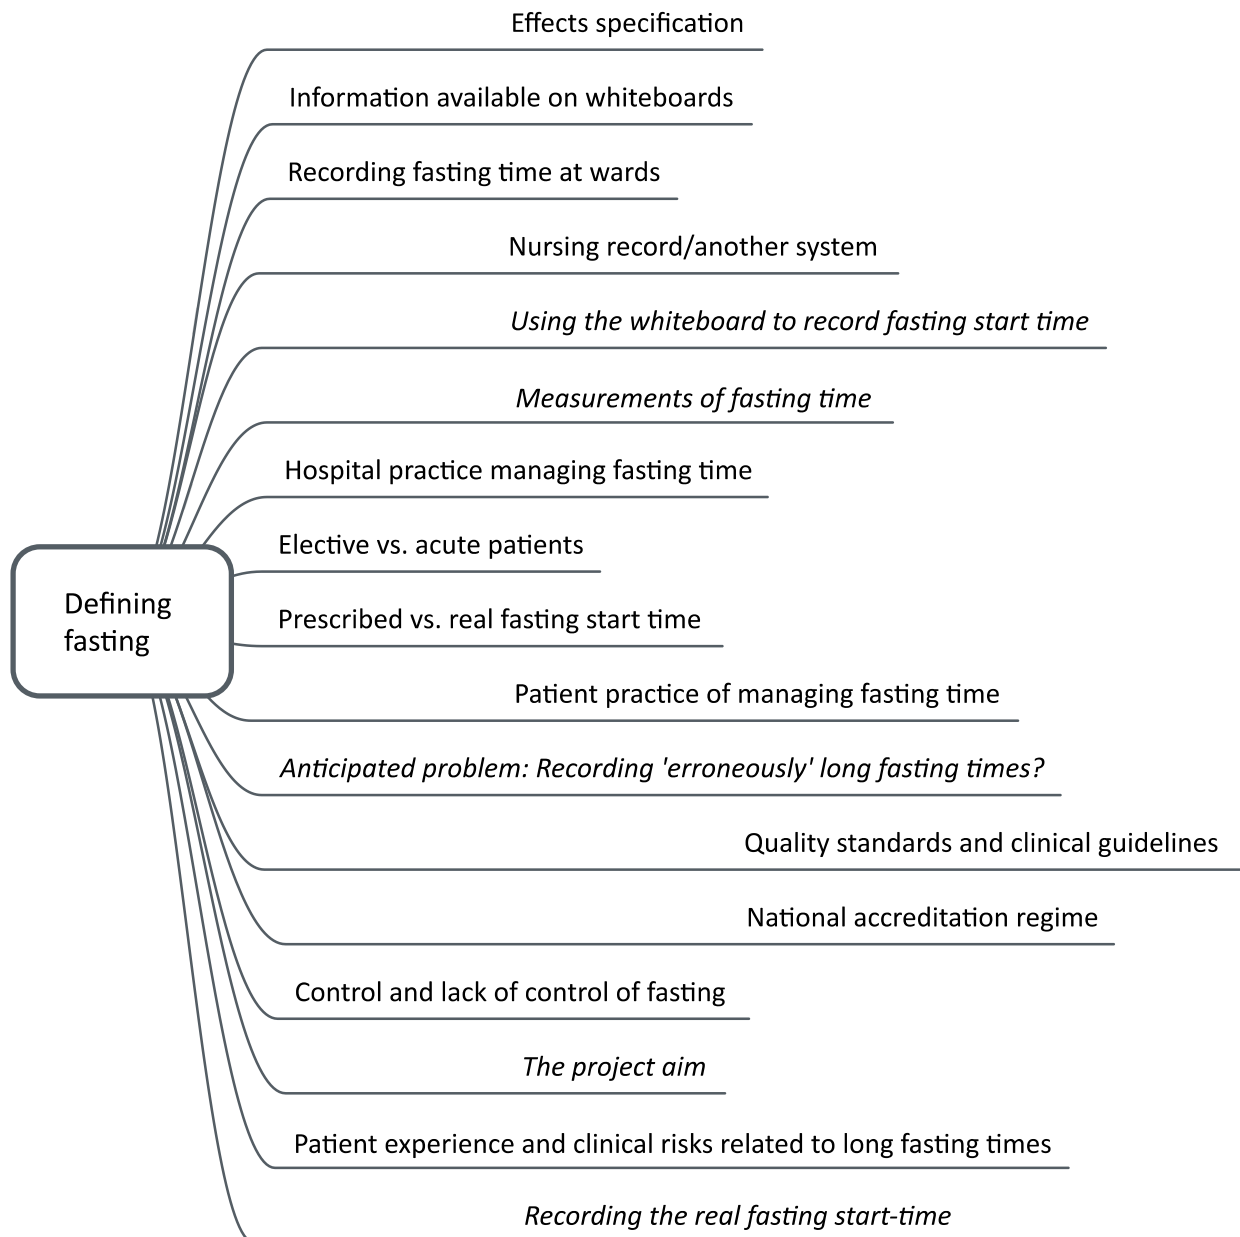 Effects specification
Information available on whiteboards
Recording fasting time at wards
Nursing record/another system
Using the whiteboard to record fasting start time
Measurements of fasting time
Hospital practice managing fasting time
Elective vs. acute patients
Defining
fasting
Prescribed vs. real fasting start time
Patient practice of managing fasting time
Anticipated problem: Recording 'erroneously' long fasting times?
Quality standards and clinical guidelines
National accreditation regime
Control and lack of control of fasting
The project aim
Patient experience and clinical risks related to long fasting times
Recording the real fasting start-time